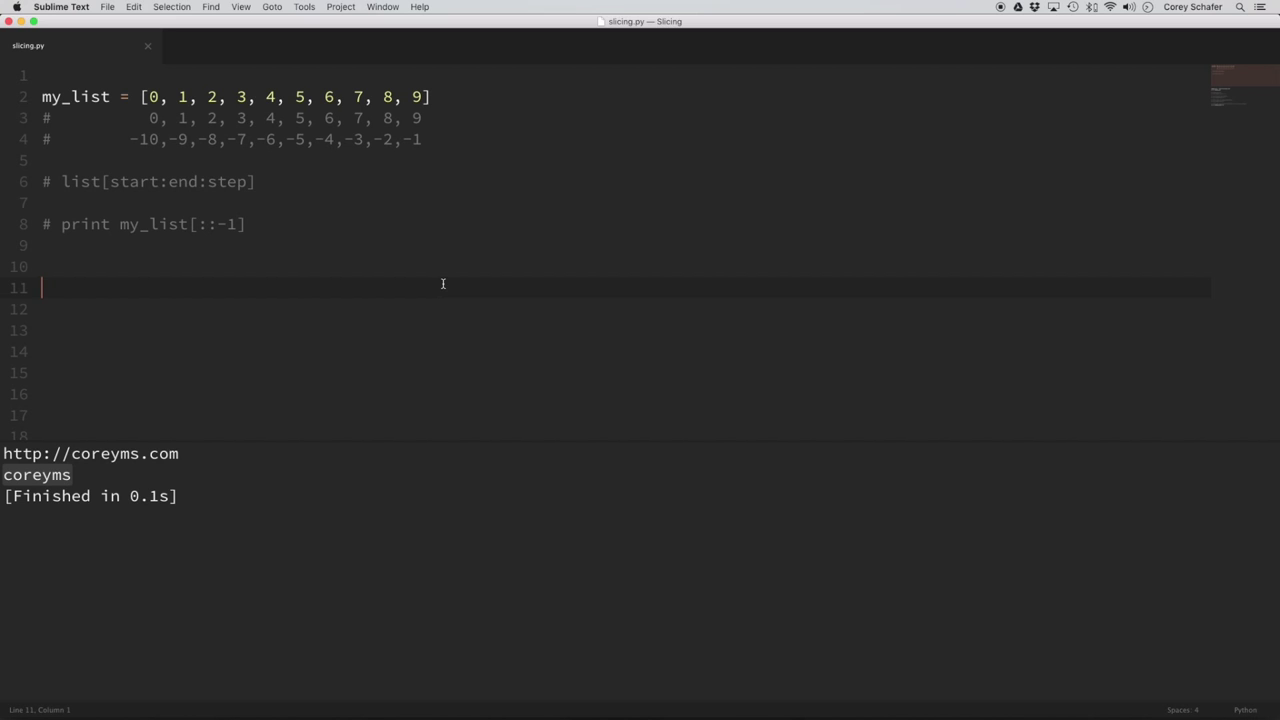 Sublime Text File Edit Selection Find View Goto Tools Project Window Help Corey Schafer
slicing.py — Slicing
slicing.py
1
2 my_list = [0, 1, 2, 3, 4, 5, 6, 7, 8, 9]
3 #          0, 1, 2, 3, 4, 5, 6, 7, 8, 9
4 #        -10,-9,-8,-7,-6,-5,-4,-3,-2,-1
5
6 # list[start:end:step]
7
8 # print my_list[::-1]
9
10
11
12
13
14
15
16
17
18
http://coreyms.com
coreyms
[Finished in 0.1s]
Line 11, Column 1 Spaces: 4 Python